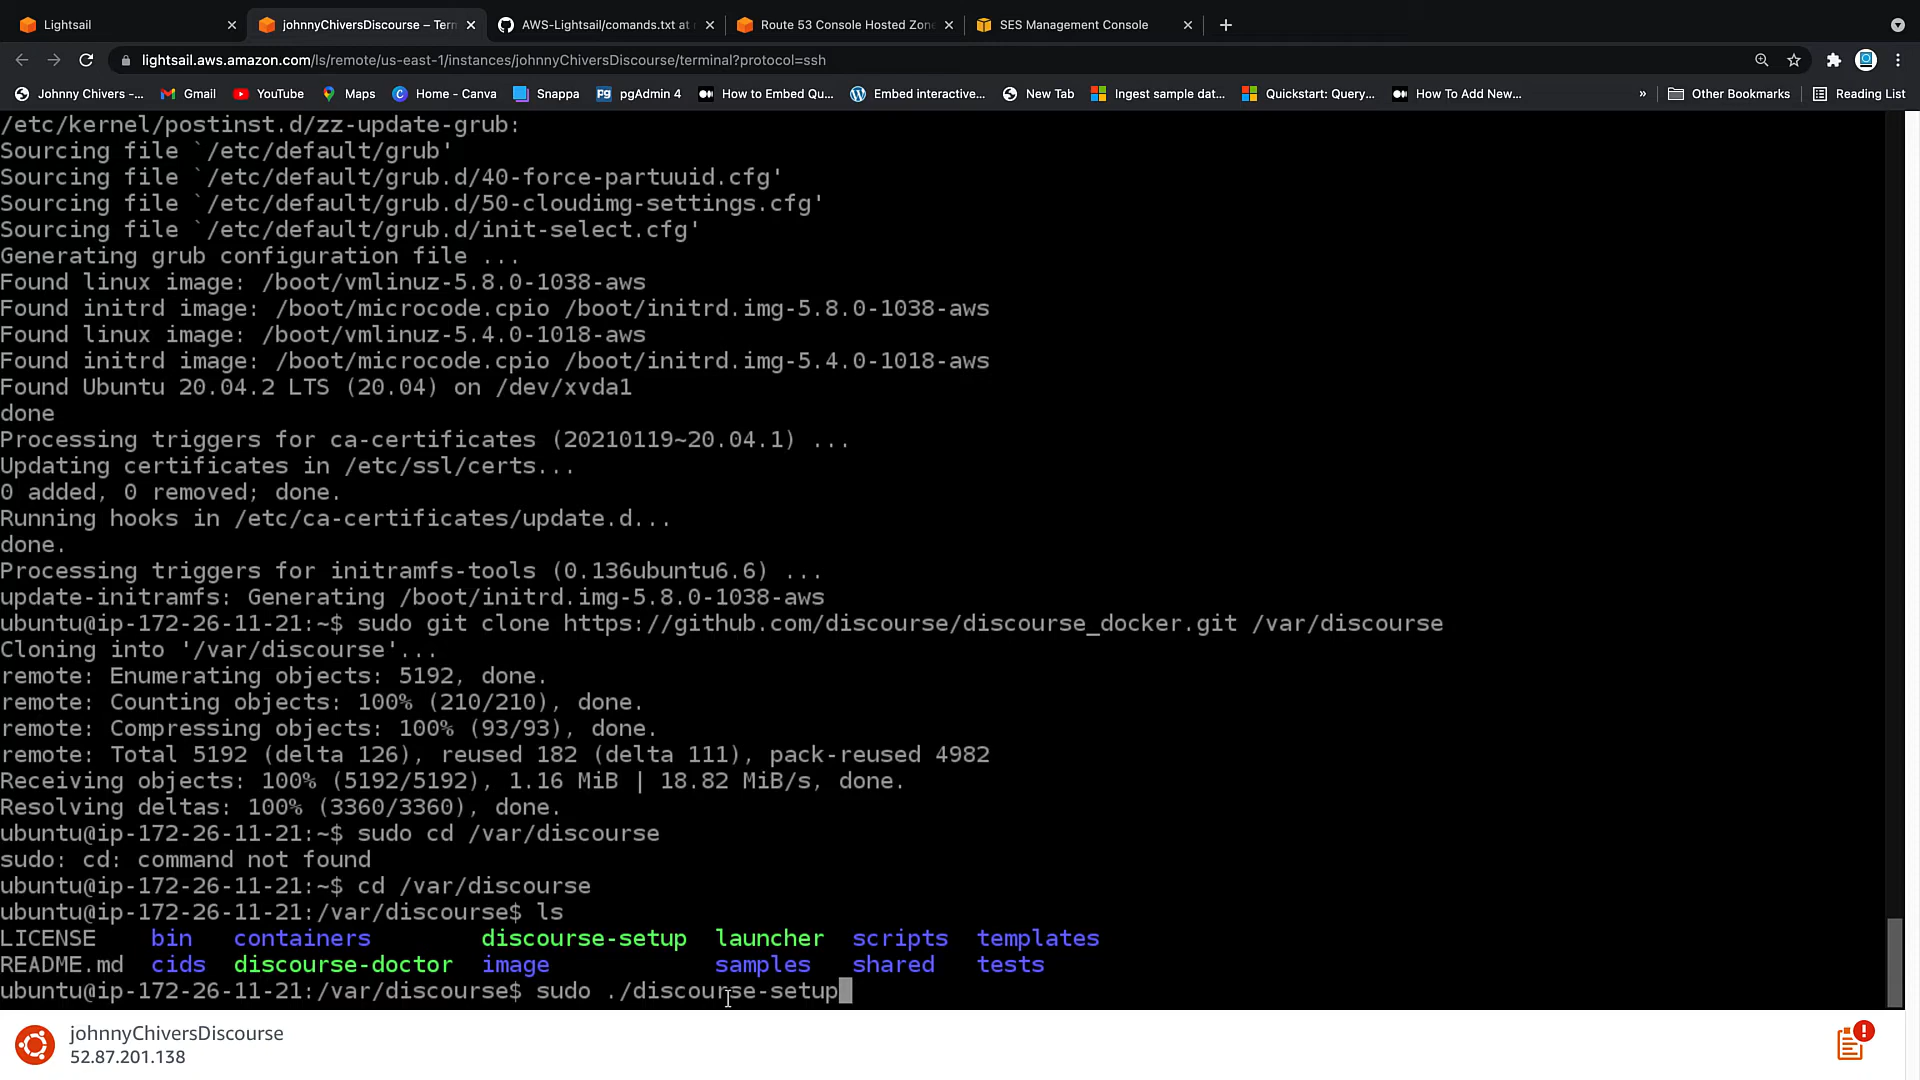 Lightsail
johnnyChiversDiscourse – Tern
AWS-Lightsail/comands.txt at
Route 53 Console Hosted Zone
SES Management Console
lightsail.aws.amazon.com/ls/remote/us-east-1/instances/johnnyChiversDiscourse/terminal?protocol=ssh
Johnny Chivers -...
Gmail
YouTube
Maps
Home - Canva
Snappa
pgAdmin 4
How to Embed Qu...
Embed interactive...
New Tab
Ingest sample dat...
Quickstart: Query...
How To Add New...
»
Other Bookmarks
Reading List
/etc/kernel/postinst.d/zz-update-grub:
Sourcing file `/etc/default/grub'
Sourcing file `/etc/default/grub.d/40-force-partuuid.cfg'
Sourcing file `/etc/default/grub.d/50-cloudimg-settings.cfg'
Sourcing file `/etc/default/grub.d/init-select.cfg'
Generating grub configuration file ...
Found linux image: /boot/vmlinuz-5.8.0-1038-aws
Found initrd image: /boot/microcode.cpio /boot/initrd.img-5.8.0-1038-aws
Found linux image: /boot/vmlinuz-5.4.0-1018-aws
Found initrd image: /boot/microcode.cpio /boot/initrd.img-5.4.0-1018-aws
Found Ubuntu 20.04.2 LTS (20.04) on /dev/xvda1
done
Processing triggers for ca-certificates (20210119~20.04.1) ...
Updating certificates in /etc/ssl/certs...
0 added, 0 removed; done.
Running hooks in /etc/ca-certificates/update.d...
done.
Processing triggers for initramfs-tools (0.136ubuntu6.6) ...
update-initramfs: Generating /boot/initrd.img-5.8.0-1038-aws
ubuntu@ip-172-26-11-21:~$ sudo git clone https://github.com/discourse/discourse_docker.git /var/discourse
Cloning into '/var/discourse'...
remote: Enumerating objects: 5192, done.
remote: Counting objects: 100% (210/210), done.
remote: Compressing objects: 100% (93/93), done.
remote: Total 5192 (delta 126), reused 182 (delta 111), pack-reused 4982
Receiving objects: 100% (5192/5192), 1.16 MiB | 18.82 MiB/s, done.
Resolving deltas: 100% (3360/3360), done.
ubuntu@ip-172-26-11-21:~$ sudo cd /var/discourse
sudo: cd: command not found
ubuntu@ip-172-26-11-21:~$ cd /var/discourse
ubuntu@ip-172-26-11-21:/var/discourse$ ls
LICENSE bin containers discourse-setup launcher scripts templates
README.md cids discourse-doctor image samples shared tests
ubuntu@ip-172-26-11-21:/var/discourse$ sudo ./discourse-setup
johnnyChiversDiscourse
52.87.201.138